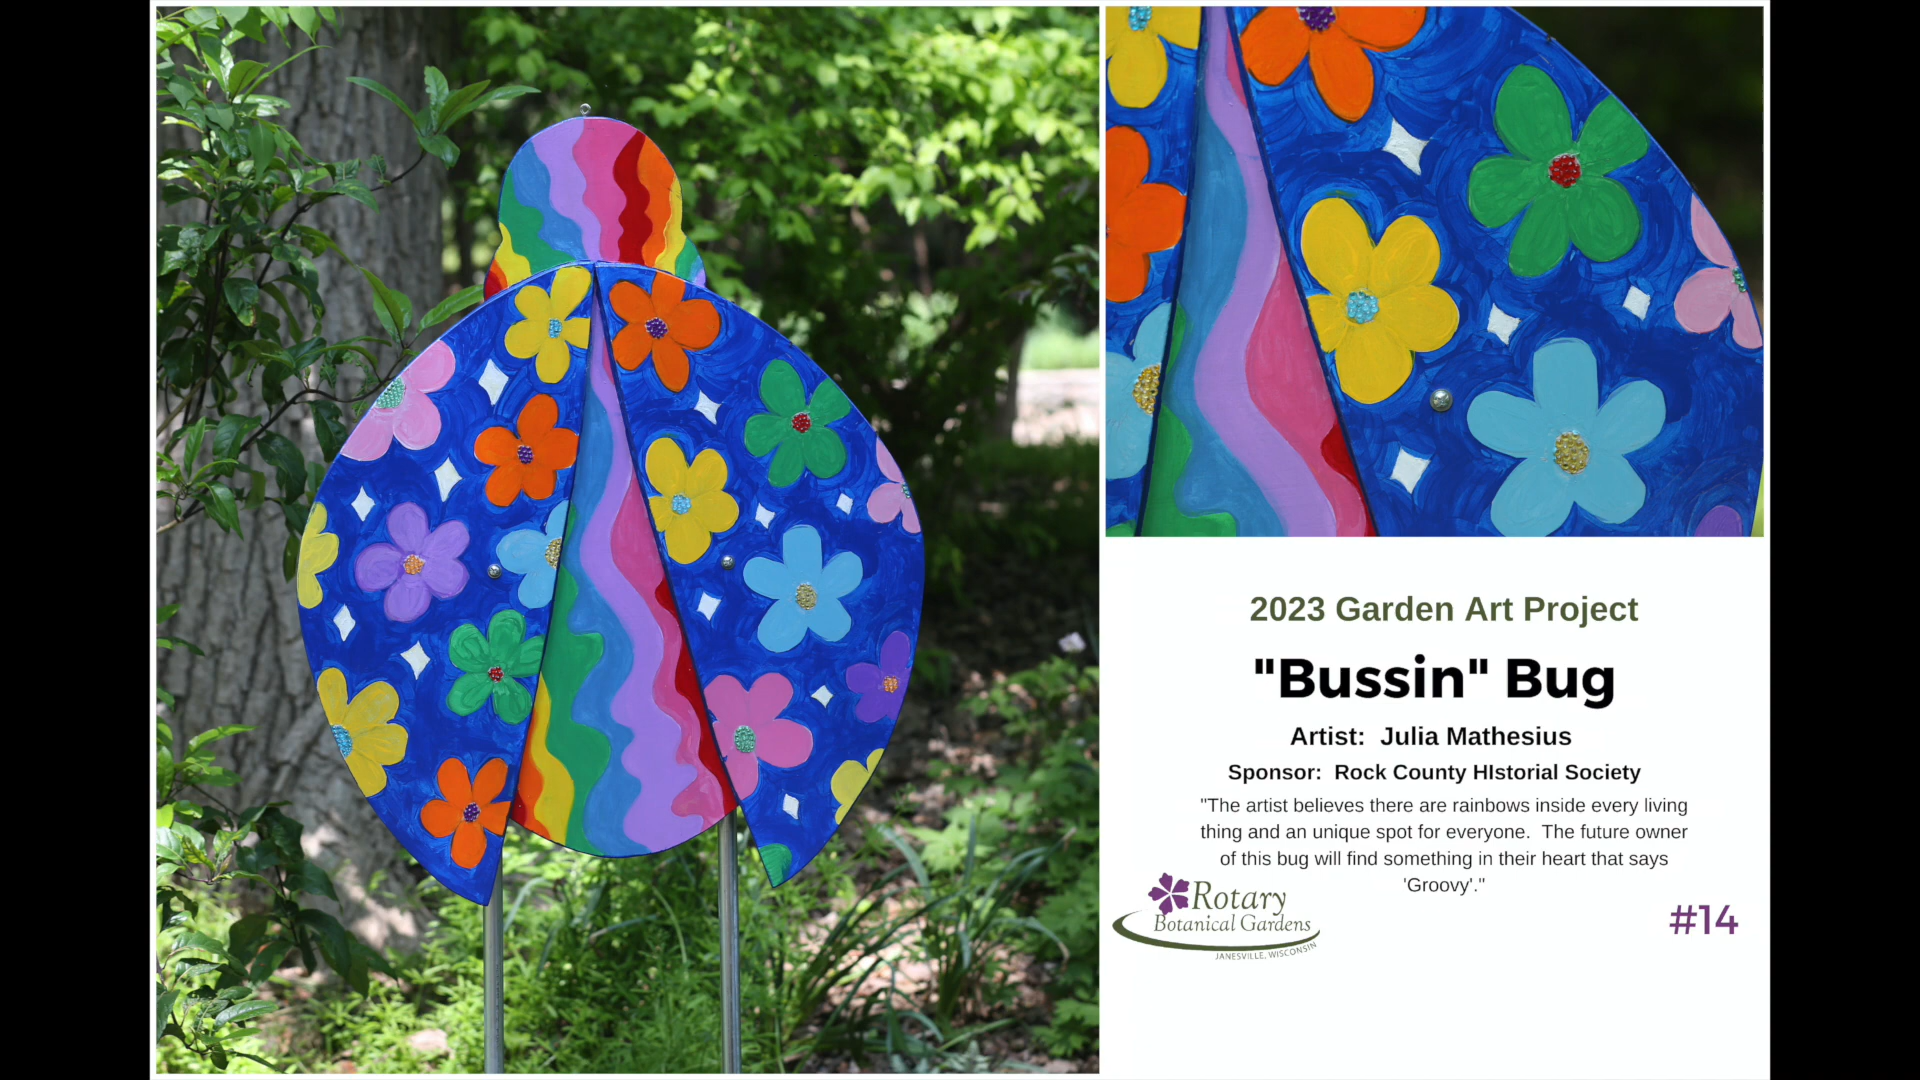 2023 Garden Art Project
"Bussin" Bug
Artist:  Julia Mathesius
Sponsor:  Rock County HIstorial Society
"The artist believes there are rainbows inside every living
thing and an unique spot for everyone.  The future owner
of this bug will find something in their heart that says
'Groovy'."
Rotary
Botanical Gardens
JANESVILLE, WISCONSIN
#14